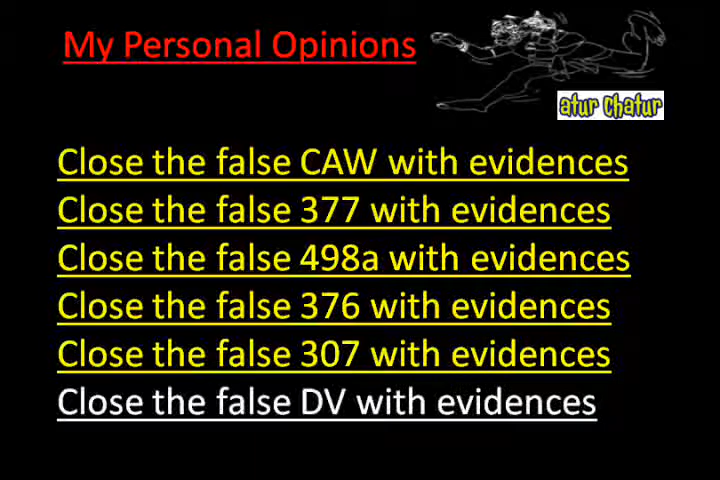 My Personal Opinions
atur Chatur
Close the false CAW with evidences
Close the false 377 with evidences
Close the false 498a with evidences
Close the false 376 with evidences
Close the false 307 with evidences
Close the false DV with evidences